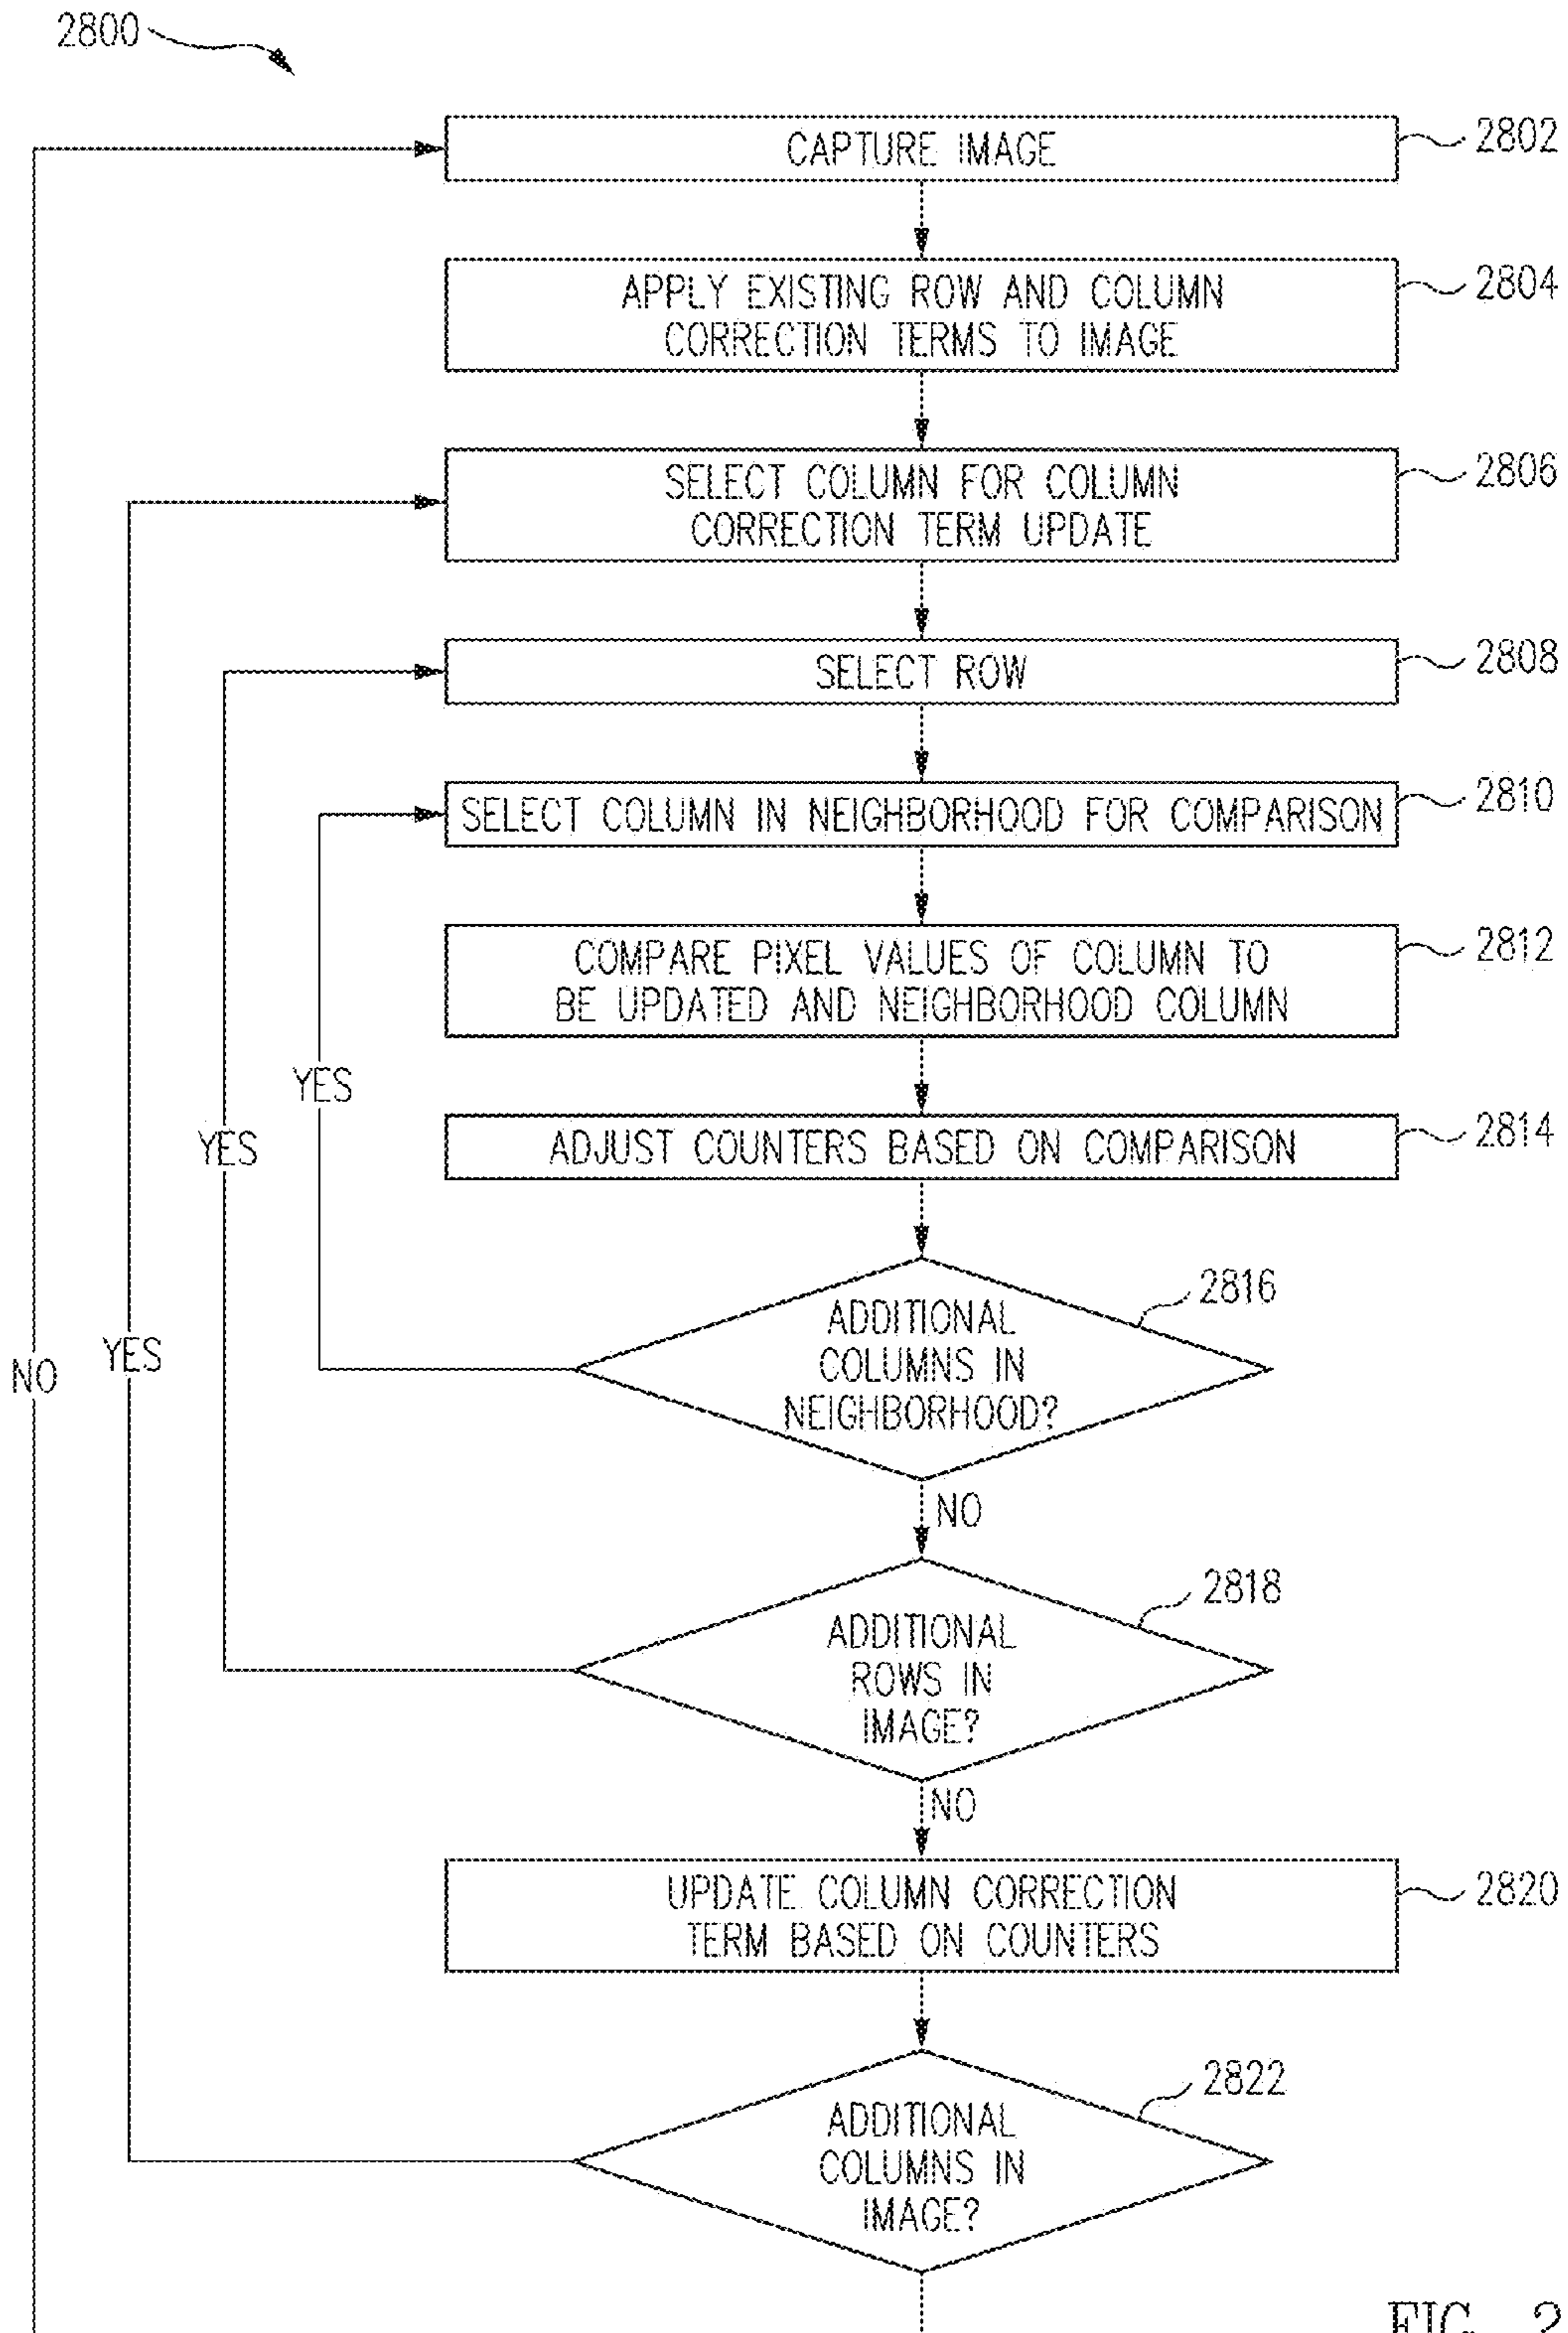 2800
CAPTURE IMAGE
2802
APPLY EXISTING ROW AND COLUMN
CORRECTION TERMS TO IMAGE
2804
SELECT COLUMN FOR COLUMN
CORRECTION TERM UPDATE
2806
SELECT ROW
2808
SELECT COLUMN IN NEIGHBORHOOD FOR COMPARISON
2810
COMPARE PIXEL VALUES OF COLUMN TO
BE UPDATED AND NEIGHBORHOOD COLUMN
2812
YES
YES
ADJUST COUNTERS BASED ON COMPARISON
2814
ADDITIONAL
COLUMNS IN
NEIGHBORHOOD?
2816
YES
NO
NO
ADDITIONAL
ROWS IN
IMAGE?
2818
NO
UPDATE COLUMN CORRECTION
TERM BASED ON COUNTERS
2820
ADDITIONAL
COLUMNS IN
IMAGE?
2822
FIG. 2